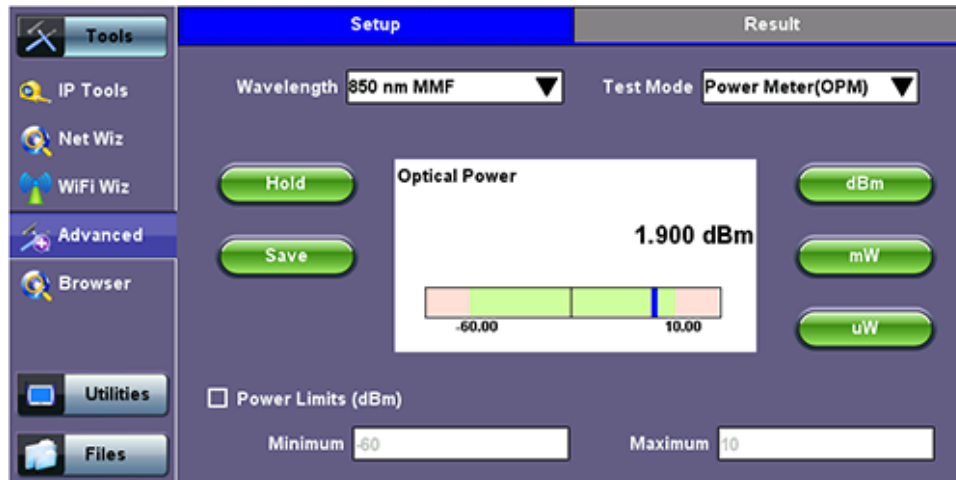 Tools
IP Tools
Net Wiz
WiFi Wiz
Advanced
Browser
Utilities
Files
Setup
Result
Wavelength 850 nm MMF
Test Mode Power Meter(OPM)
Hold
Save
Optical Power
1.900 dBm
-60.00 10.00
dBm
mW
uW
Power Limits (dBm)
Minimum -60
Maximum 10